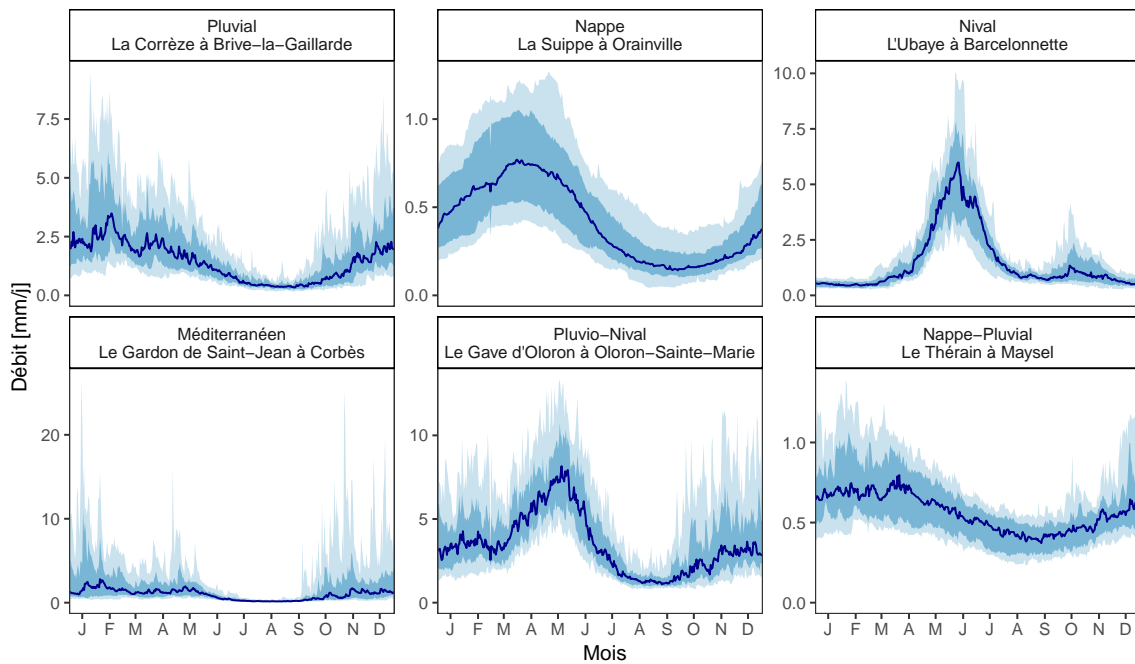 Pluvial
La Corrèze à Brive−la−Gaillarde
Nappe
La Suippe à Orainville
Nival
L'Ubaye à Barcelonnette
7.5
5.0
2.5
0.0
1.0
0.5
0.0
10.0
7.5
5.0
2.5
0.0
Débit [mm/j]
Méditerranéen
Le Gardon de Saint−Jean à Corbès
Pluvio−Nival
Le Gave d'Oloron à Oloron−Sainte−Marie
Nappe−Pluvial
Le Thérain à Maysel
20
10
0
10
5
0
1.0
0.5
0.0
J F M A M J J A S O N D
J F M A M J J A S O N D
J F M A M J J A S O N D
Mois